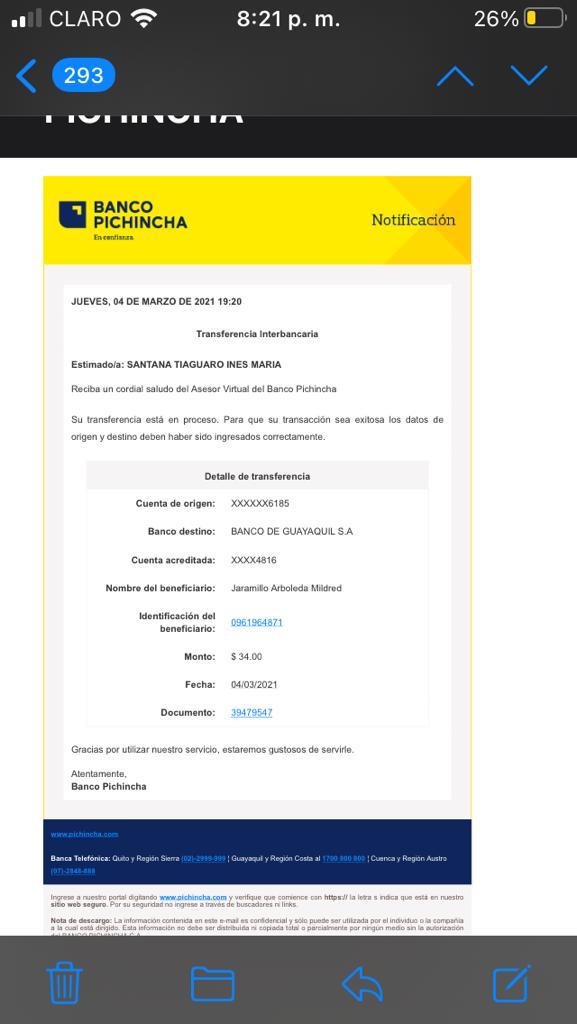 CLARO 8:21 p. m. 26%
293
PICHINCHA
BANCO
PICHINCHA
En confianza.
Notificación
JUEVES, 04 DE MARZO DE 2021 19:20
Transferencia Interbancaria
Estimado/a: SANTANA TIAGUARO INES MARIA
Reciba un cordial saludo del Asesor Virtual del Banco Pichincha
Su transferencia está en proceso. Para que su transacción sea exitosa los datos de
origen y destino deben haber sido ingresados correctamente.
Detalle de transferencia
Cuenta de origen: XXXXXX6185
Banco destino: BANCO DE GUAYAQUIL S.A
Cuenta acreditada: XXXX4816
Nombre del beneficiario: Jaramillo Arboleda Mildred
Identificación del
beneficiario: 0961964871
Monto: $ 34.00
Fecha: 04/03/2021
Documento: 39479547
Gracias por utilizar nuestro servicio, estaremos gustosos de servirle.
Atentamente,
Banco Pichincha
www.pichincha.com
Banca Telefónica: Quito y Región Sierra (02)-2999-999 | Guayaquil y Región Costa al 1700 800 800 | Cuenca y Región Austro
(07)-2848-888
Ingrese a nuestro portal digitando www.pichincha.com y verifique que comience con https:// la letra s indica que está en nuestro
sitio web seguro. Por su seguridad no ingrese a través de buscadores ni links.
Nota de descargo: La información contenida en este e-mail es confidencial y sólo puede ser utilizada por el individuo o la compañía
a la cual está dirigido. Esta información no debe ser distribuida ni copiada total o parcialmente por ningún medio sin la autorización
del BANCO PICHINCHA C.A.